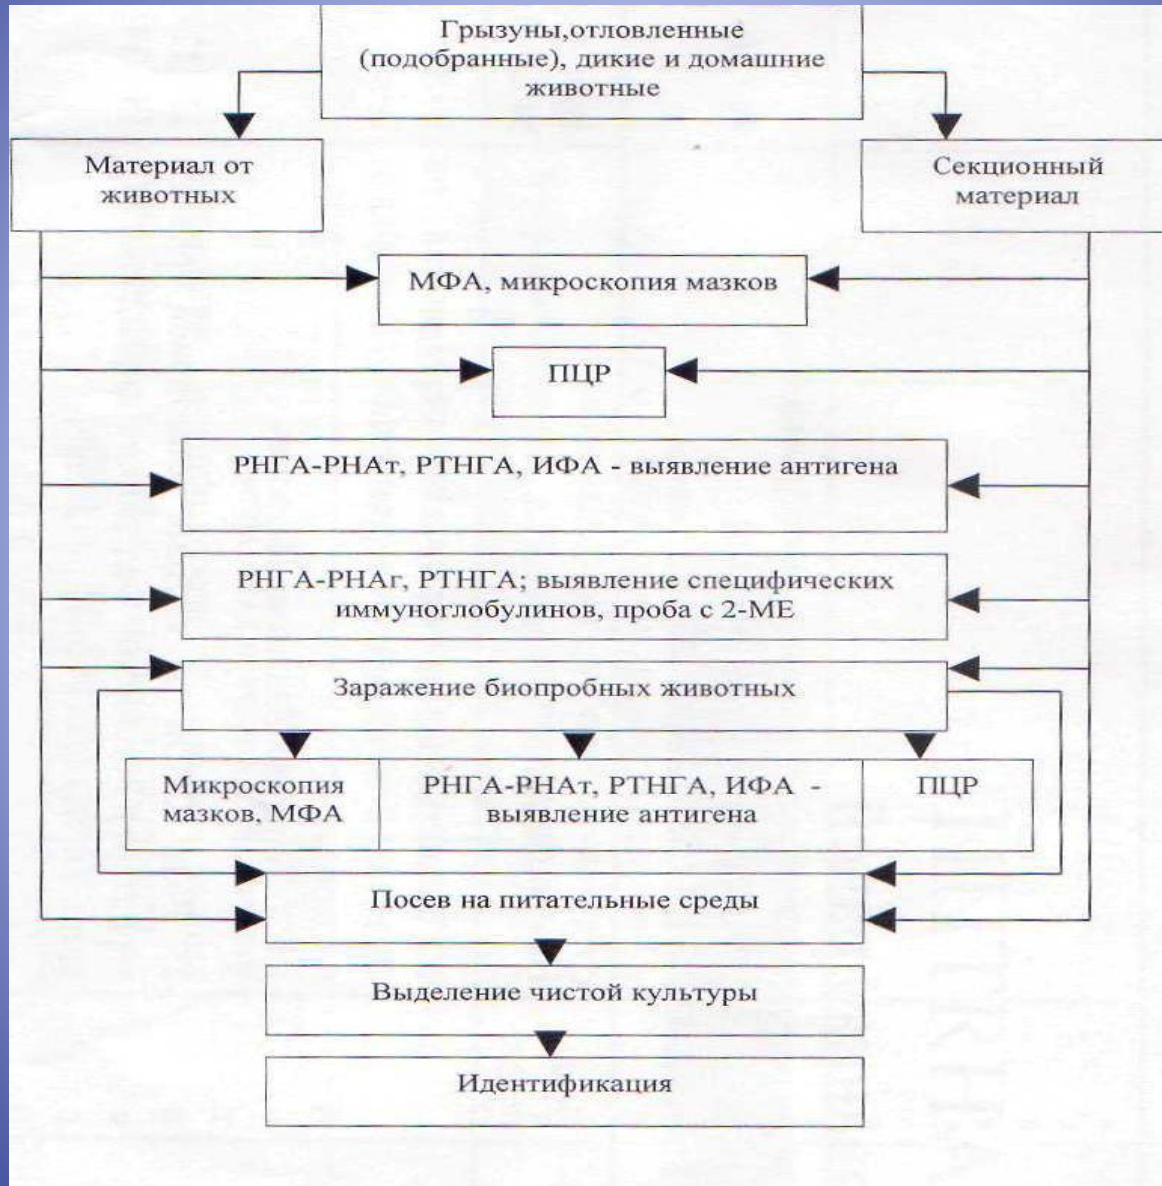 Грызуны,отловленные
(подобранные), дикие и домашние
животные
Материал от
животных
Секционный
материал
МФА, микроскопия мазков
ПЦР
РНГА-РНАт, РТНГА, ИФА - выявление антигена
РНГА-РНАг, РТНГА; выявление специфических
иммуноглобулинов, проба с 2-МЕ
Заражение биопробных животных
Микроскопия
мазков, МФА
РНГА-РНАт, РТНГА, ИФА -
выявление антигена
ПЦР
Посев на питательные среды
Выделение чистой культуры
Идентификация